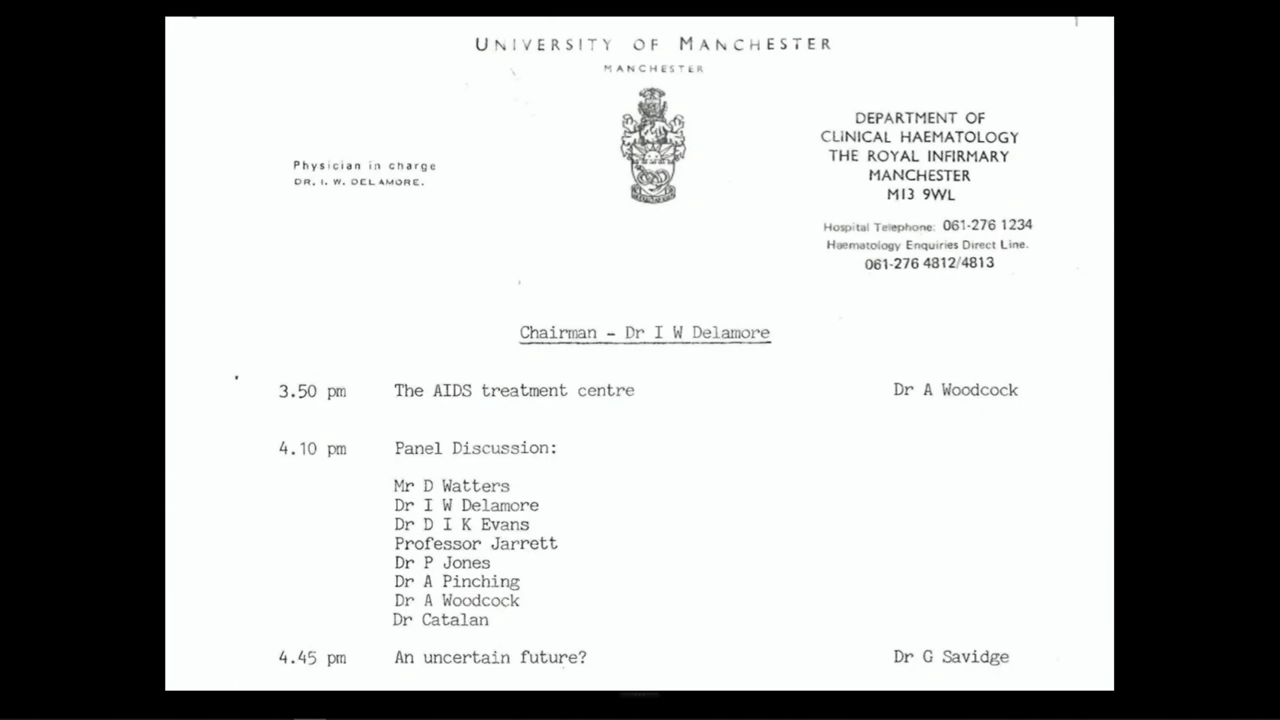 UNIVERSITY OF MANCHESTER
MANCHESTER
Physician in charge
DR. I. W. DELAMORE.
DEPARTMENT OF
CLINICAL HAEMATOLOGY
THE ROYAL INFIRMARY
MANCHESTER
M13 9WL
Hospital Telephone: 061-276 1234
Haematology Enquiries Direct Line.
061-276 4812/4813
Chairman - Dr I W Delamore
3.50 pm The AIDS treatment centre Dr A Woodcock
4.10 pm Panel Discussion:
Mr D Watters
Dr I W Delamore
Dr D I K Evans
Professor Jarrett
Dr P Jones
Dr A Pinching
Dr A Woodcock
Dr Catalan
4.45 pm An uncertain future? Dr G Savidge